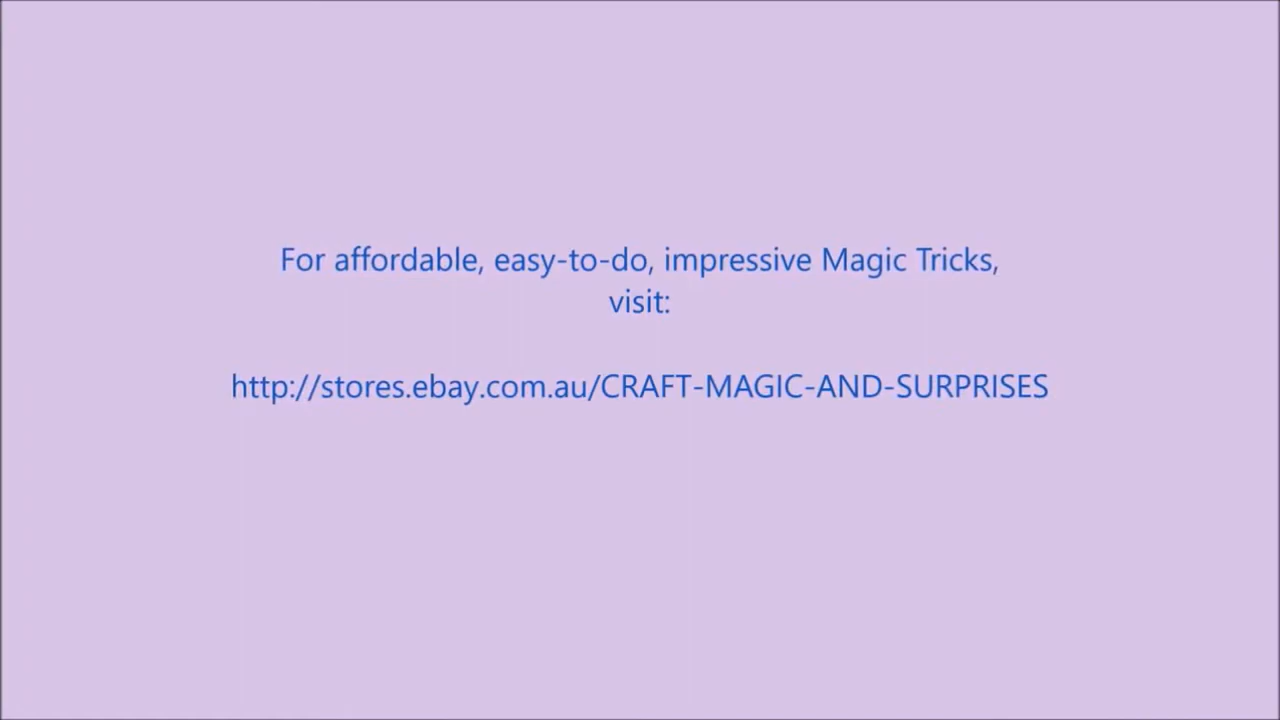 For affordable, easy-to-do, impressive Magic Tricks,
visit:
http://stores.ebay.com.au/CRAFT-MAGIC-AND-SURPRISES